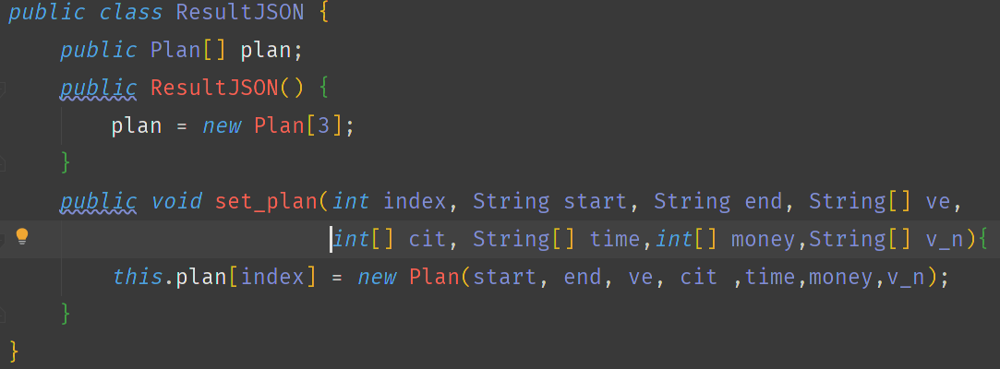 public class ResultJSON {
    public Plan[] plan;
    public ResultJSON() {
        plan = new Plan[3];
    }
    public void set_plan(int index, String start, String end, String[] ve,
                         int[] cit, String[] time,int[] money,String[] v_n){
        this.plan[index] = new Plan(start, end, ve, cit ,time,money,v_n);
    }
}